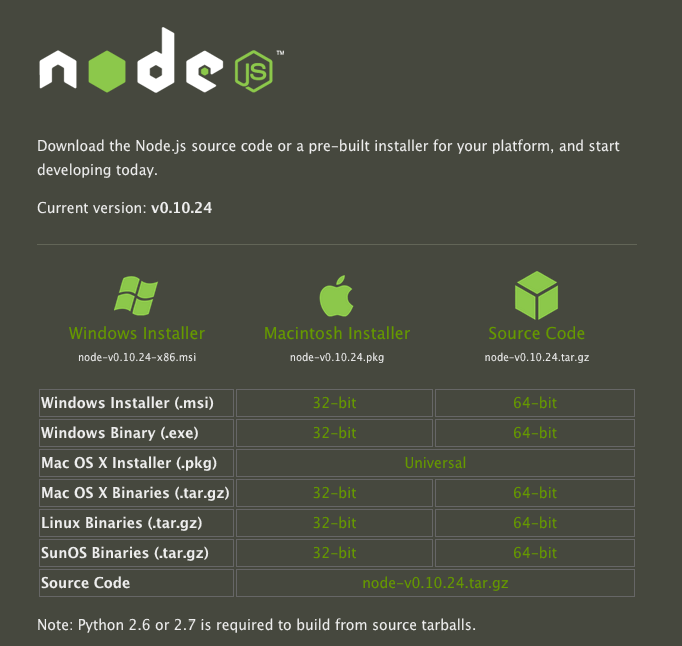 node JS ™
Download the Node.js source code or a pre-built installer for your platform, and start
developing today.
Current version: v0.10.24
Windows Installer Macintosh Installer Source Code
node-v0.10.24-x86.msi node-v0.10.24.pkg node-v0.10.24.tar.gz
Windows Installer (.msi) 32-bit 64-bit
Windows Binary (.exe) 32-bit 64-bit
Mac OS X Installer (.pkg) Universal
Mac OS X Binaries (.tar.gz) 32-bit 64-bit
Linux Binaries (.tar.gz) 32-bit 64-bit
SunOS Binaries (.tar.gz) 32-bit 64-bit
Source Code node-v0.10.24.tar.gz
Note: Python 2.6 or 2.7 is required to build from source tarballs.